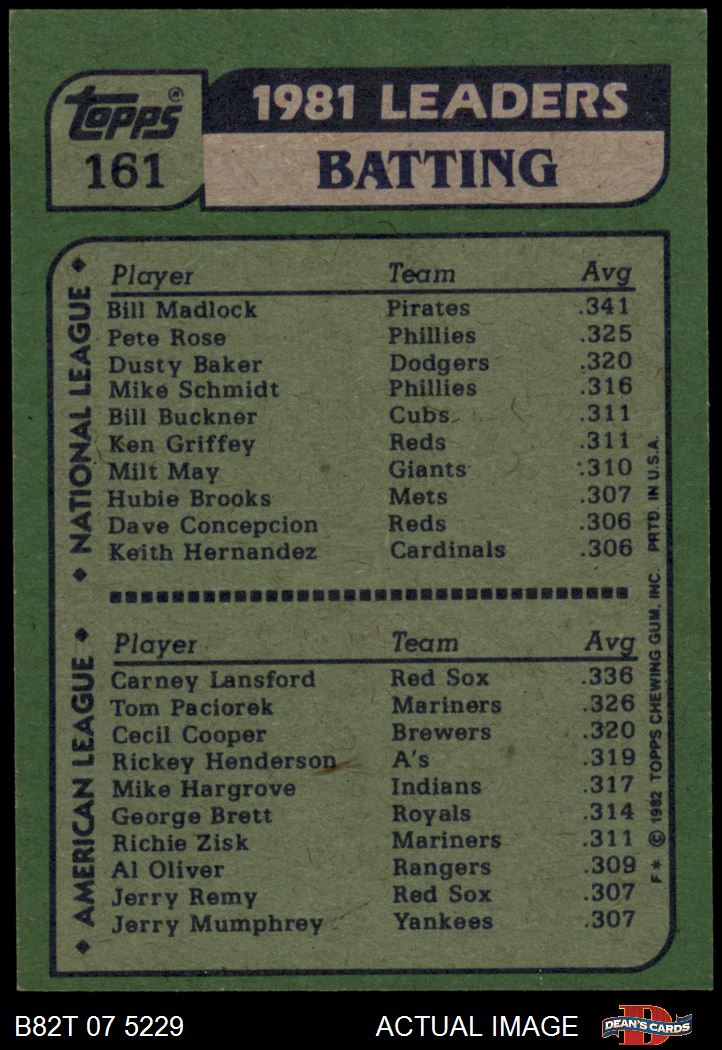 Topps®
161
1981 LEADERS
BATTING
◆ NATIONAL LEAGUE ◆
Player Team Avg
Bill Madlock Pirates .341
Pete Rose Phillies .325
Dusty Baker Dodgers .320
Mike Schmidt Phillies .316
Bill Buckner Cubs .311
Ken Griffey Reds .311
Milt May Giants .310
Hubie Brooks Mets .307
Dave Concepcion Reds .306
Keith Hernandez Cardinals .306
◆ AMERICAN LEAGUE ◆
Player Team Avg
Carney Lansford Red Sox .336
Tom Paciorek Mariners .326
Cecil Cooper Brewers .320
Rickey Henderson A's .319
Mike Hargrove Indians .317
George Brett Royals .314
Richie Zisk Mariners .311
Al Oliver Rangers .309
Jerry Remy Red Sox .307
Jerry Mumphrey Yankees .307
F* © 1982 TOPPS CHEWING GUM, INC. PRTD. IN U.S.A.
B82T 07 5229 ACTUAL IMAGE
D
DEAN'S CARDS